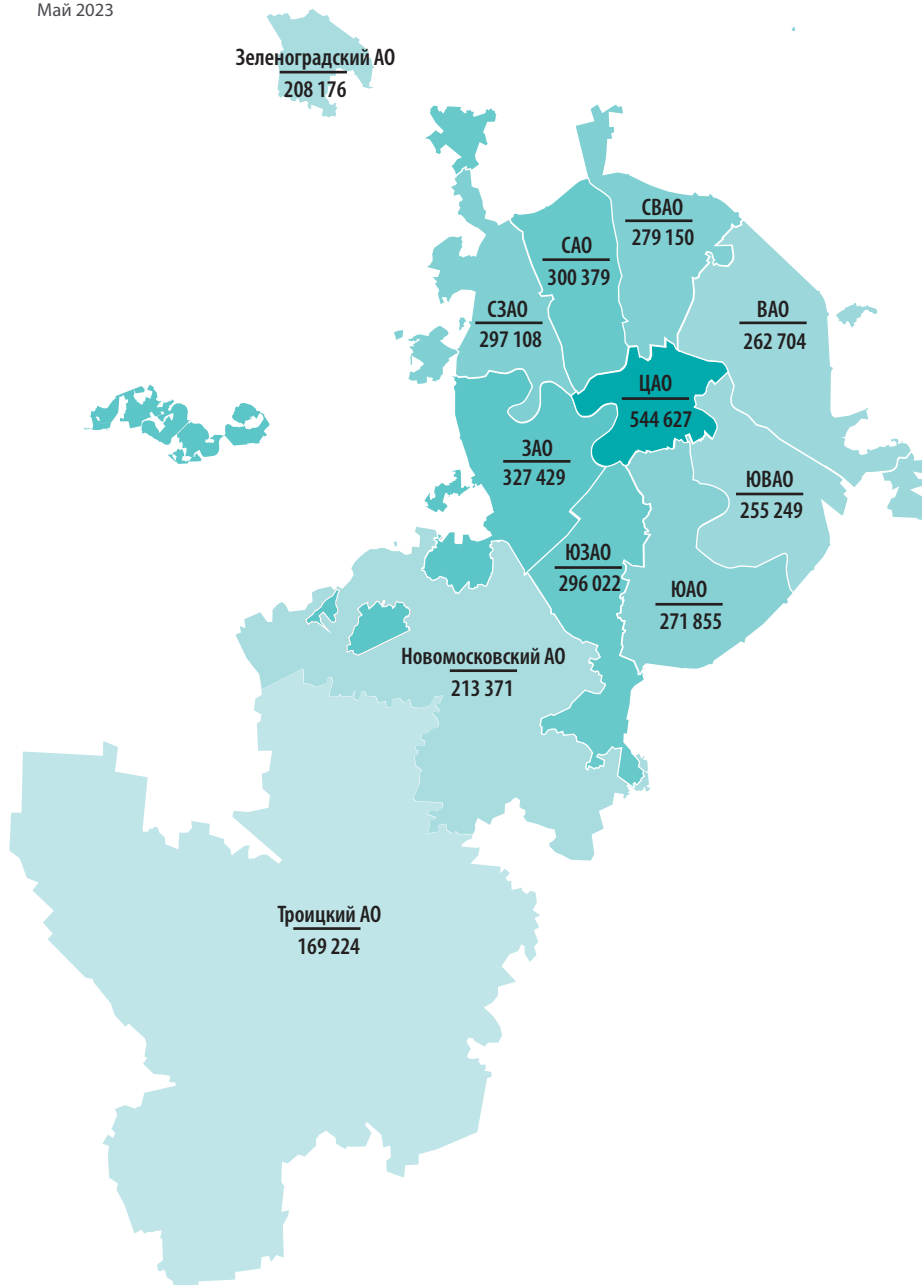 Май 2023
Зеленоградский АО
208 176
СВАО
279 150
САО
300 379
СЗАО
297 108
ВАО
262 704
ЦАО
544 627
ЗАО
327 429
ЮВАО
255 249
ЮЗАО
296 022
ЮАО
271 855
Новомосковский АО
213 371
Троицкий АО
169 224